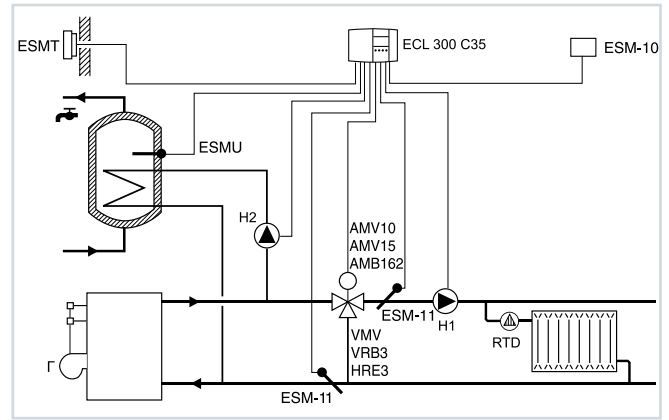 ESMT
ECL 300 C35
ESM-10
ESMU
H2
AMV10
AMV15
AMB162
ESM-11
H1
RTD
VMV
VRB3
HRE3
Г
ESM-11